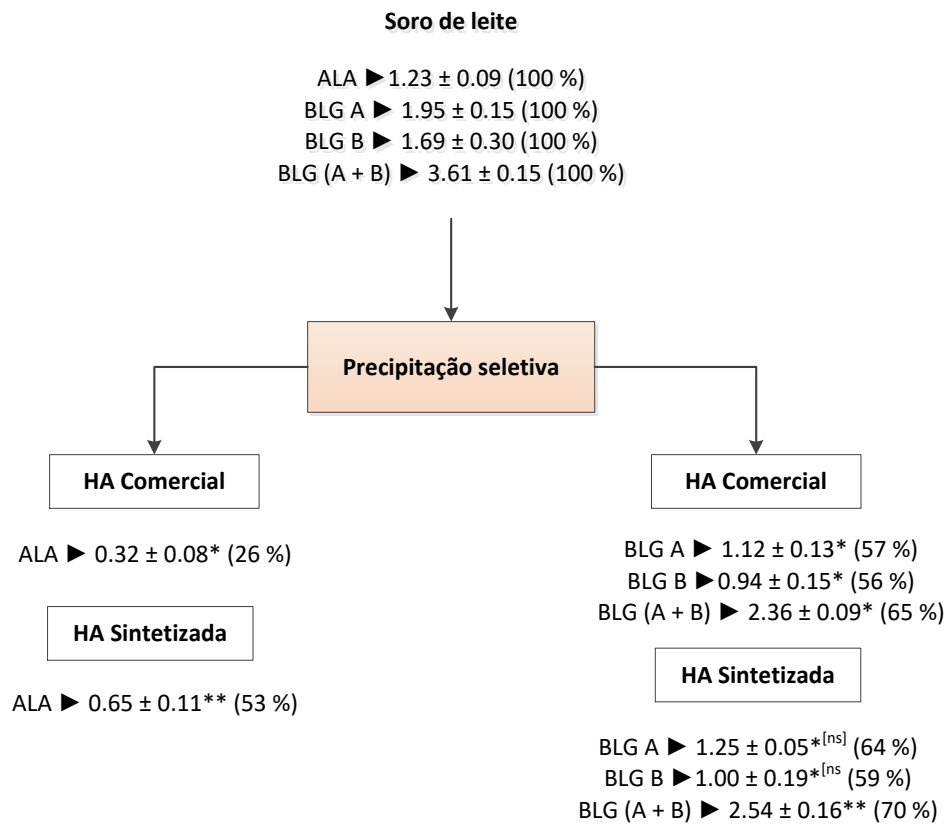 Soro de leite
ALA ► 1.23 ± 0.09 (100 %)
BLG A ► 1.95 ± 0.15 (100 %)
BLG B ► 1.69 ± 0.30 (100 %)
BLG (A + B) ► 3.61 ± 0.15 (100 %)
Precipitação seletiva
HA Comercial
ALA ► 0.32 ± 0.08* (26 %)
HA Sintetizada
ALA ► 0.65 ± 0.11** (53 %)
HA Comercial
BLG A ► 1.12 ± 0.13* (57 %)
BLG B ►0.94 ± 0.15* (56 %)
BLG (A + B) ► 2.36 ± 0.09* (65 %)
HA Sintetizada
BLG A ► 1.25 ± 0.05*[ns] (64 %)
BLG B ►1.00 ± 0.19*[ns (59 %)
BLG (A + B) ► 2.54 ± 0.16** (70 %)